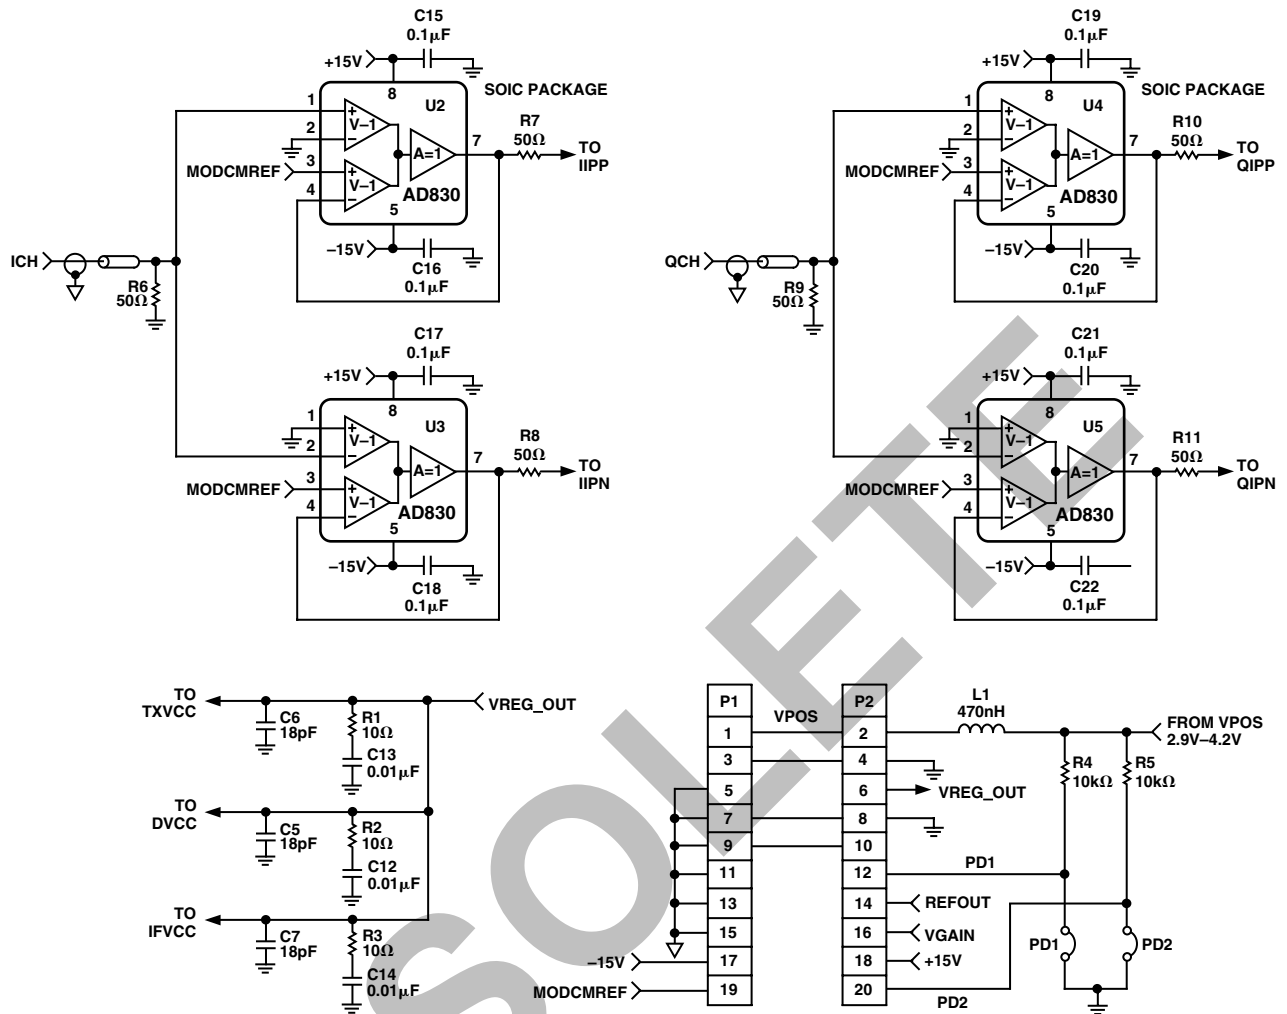 C15
0.1μF
+15V
8
U2
SOIC PACKAGE
1
2
MODCMREF
3
4
+
V–1
–
+
V–1
–
A=1
AD830
7
R7
50Ω
TO
IIPP
5
–15V
C16
0.1μF
ICH
R6
50Ω
C17
0.1μF
+15V
8
U3
1
2
MODCMREF
3
4
+
V–1
–
+
V–1
–
A=1
AD830
7
R8
50Ω
TO
IIPN
5
–15V
C18
0.1μF
C19
0.1μF
+15V
8
U4
SOIC PACKAGE
1
2
MODCMREF
3
4
+
V–1
–
+
V–1
–
A=1
AD830
7
R10
50Ω
TO
QIPP
5
–15V
C20
0.1μF
QCH
R9
50Ω
C21
0.1μF
+15V
8
U5
1
2
MODCMREF
3
4
+
V–1
–
+
V–1
–
A=1
AD830
7
R11
50Ω
TO
QIPN
5
–15V
C22
0.1μF
TO
TXVCC
C6
18pF
R1
10Ω
C13
0.01μF
VREG_OUT
TO
DVCC
C5
18pF
R2
10Ω
C12
0.01μF
TO
IFVCC
C7
18pF
R3
10Ω
C14
0.01μF
P1
1
3
5
7
9
11
13
15
17
19
–15V
MODCMREF
VPOS
P2
2
4
6
8
10
12
14
16
18
20
L1
470nH
FROM VPOS
2.9V–4.2V
R4
10kΩ
R5
10kΩ
VREG_OUT
PD1
REFOUT
VGAIN
+15V
PD2
PD1
PD2
SOLETE